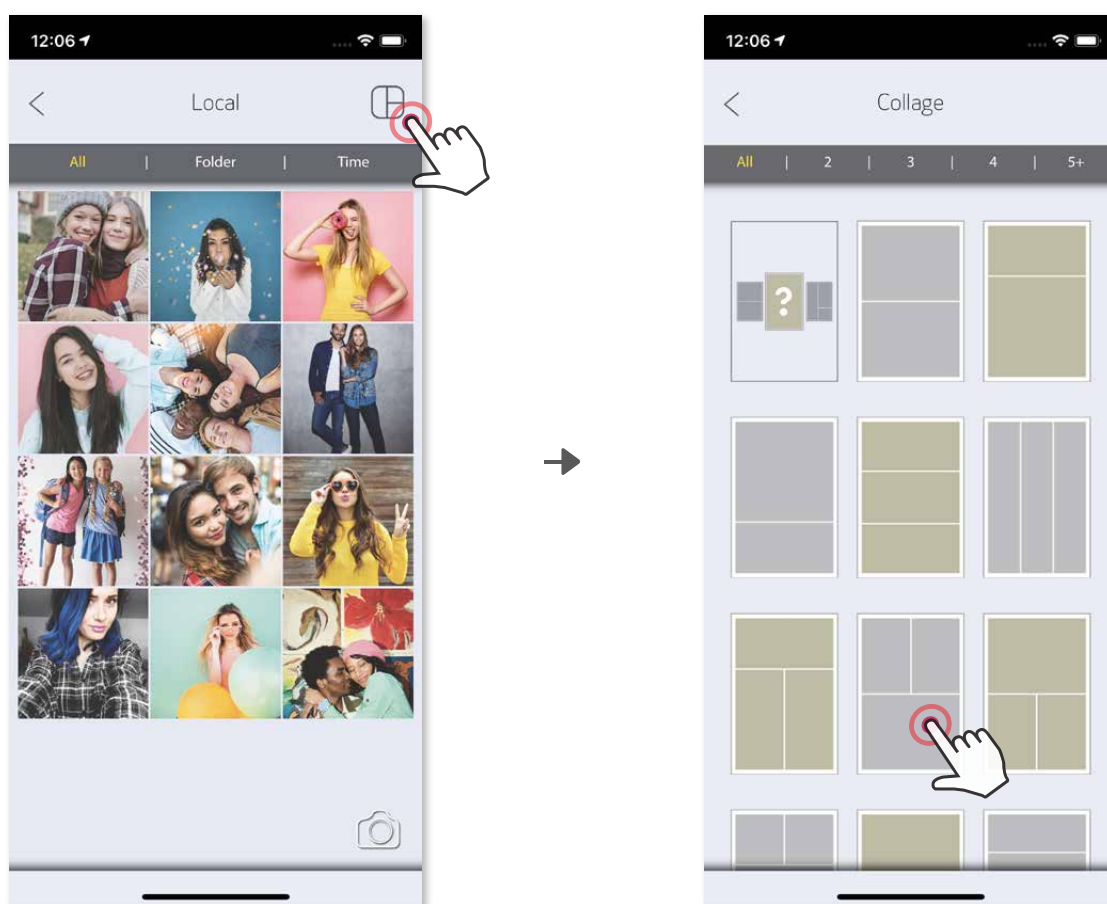 12:06
Local
All | Folder | Time
12:06
Collage
All | 2 | 3 | 4 | 5+
?